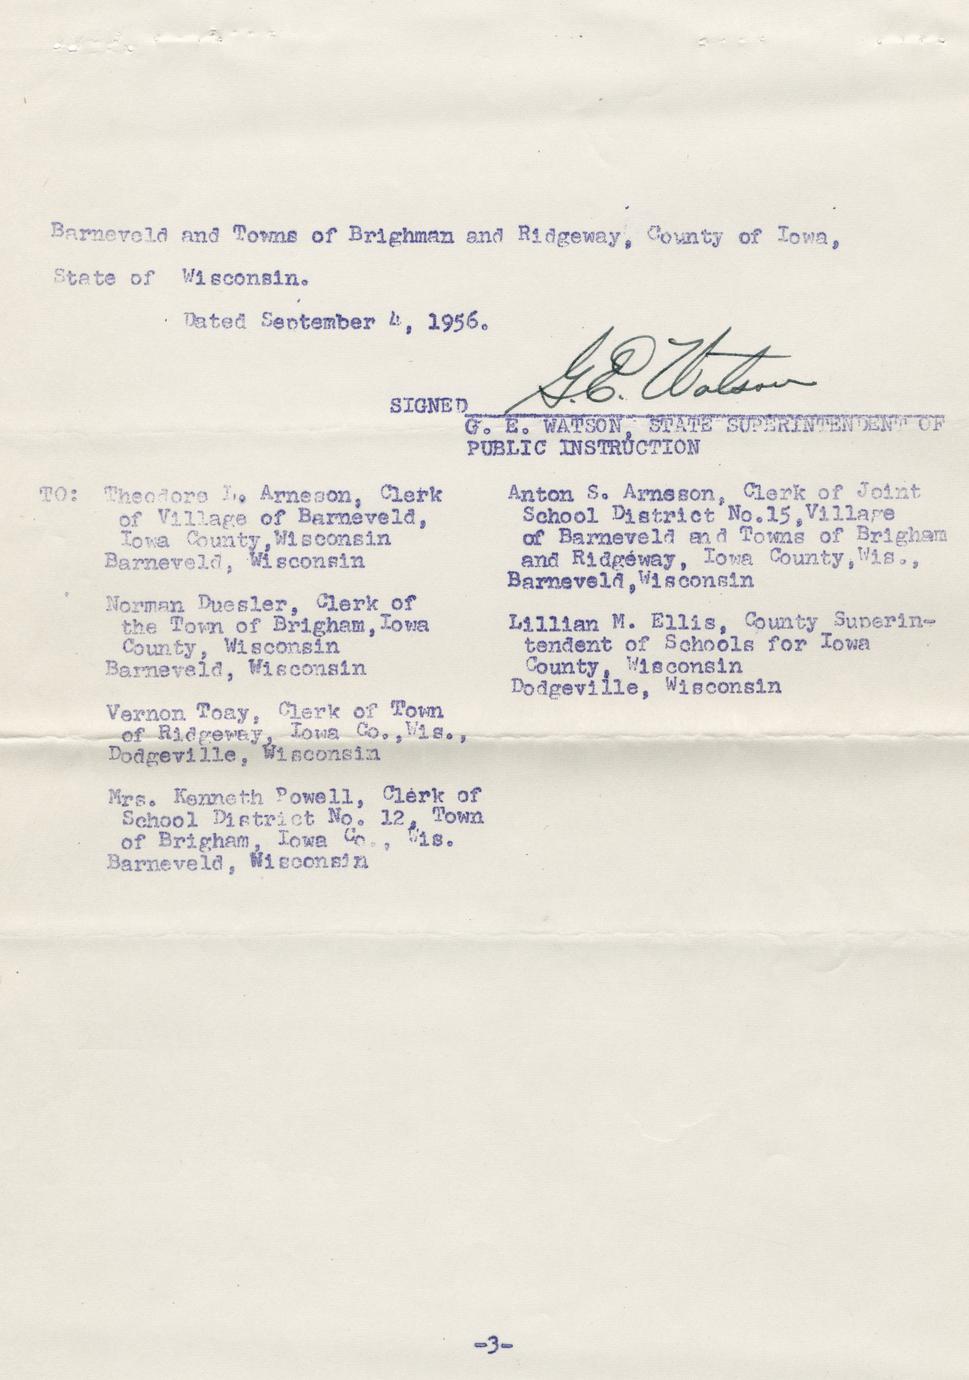 Barneveld and Towns of Brighman and Ridgeway, County of Iowa,
State of Wisconsin.
Dated September 4, 1956.
G. E. Watson
SIGNED
G. E. WATSON, STATE SUPERINTENDENT OF
PUBLIC INSTRUCTION
TO: Theodore L. Arneson, Clerk
of Village of Barneveld,
Iowa County,Wisconsin
Barneveld, Wisconsin
Norman Duesler, Clerk of
the Town of Brigham,Iowa
County, Wisconsin
Barneveld, Wisconsin
Vernon Toay, Clerk of Town
of Ridgeway, Iowa Co.,Wis.,
Dodgeville, Wisconsin
Mrs. Kenneth Powell, Clerk of
School District No. 12, Town
of Brigham, Iowa Co., Wis.
Barneveld, Wisconsin
Anton S. Arneson, Clerk of Joint
School District No.15,Village
of Barneveld and Towns of Brigham
and Ridgeway, Iowa County,Wis.,
Barneveld,Wisconsin
Lillian M. Ellis, County Superin-
tendent of Schools for Iowa
County, Wisconsin
Dodgeville, Wisconsin
-3-